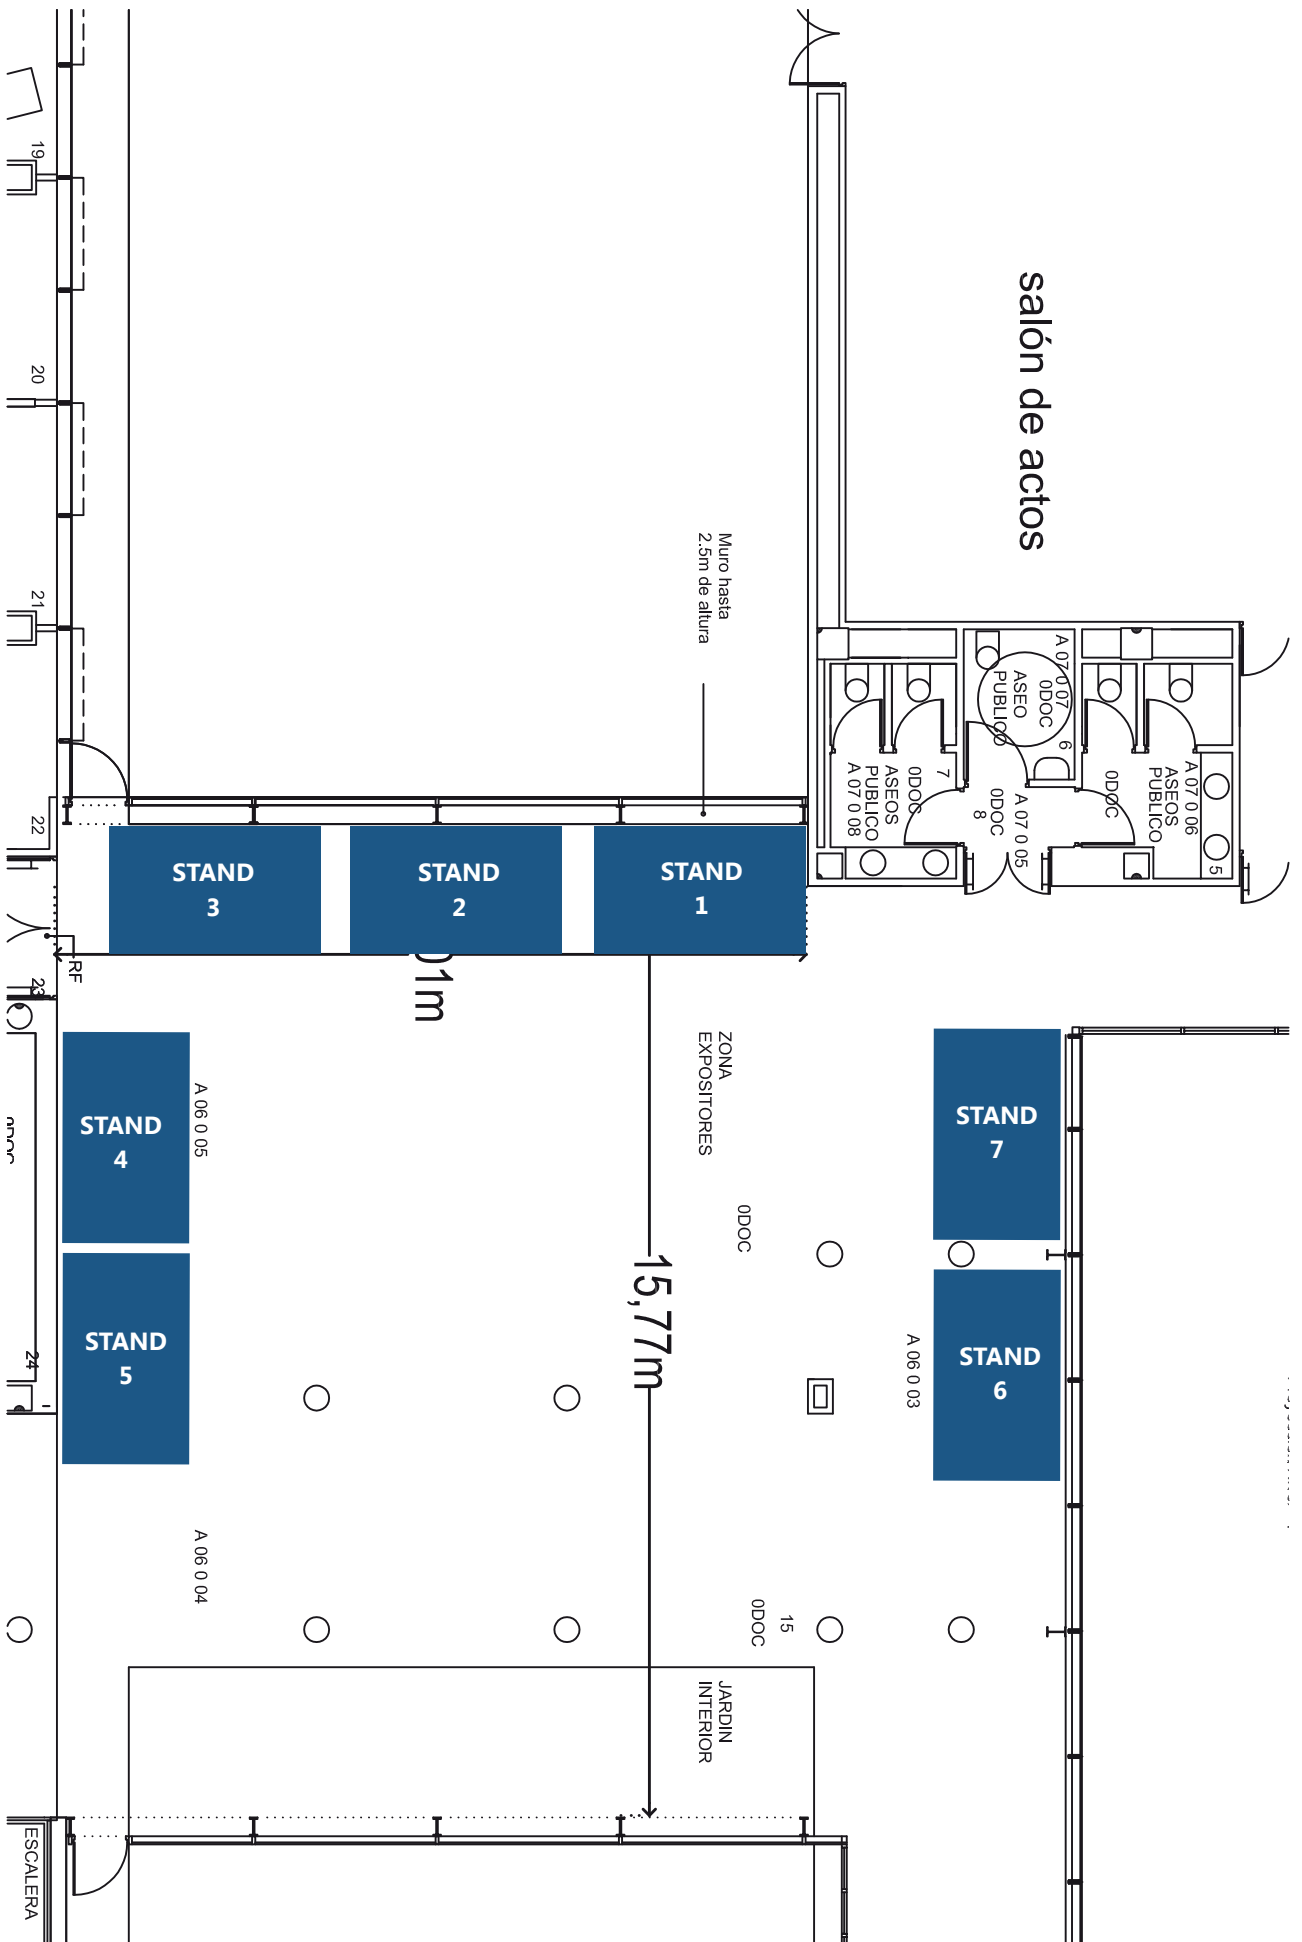 salón de actos
19
20
21
22
23
24
Muro hasta
2.5m de altura
A 07 0 07
0DOC
ASEO
PUBLICO
6
A 07 0 06
ASEOS
PUBLICO
0DOC
5
A 07 0 05
0DOC
8
7
0DOC
ASEOS
PUBLICO
A 07 0 08
STAND
3
STAND
2
STAND
1
01m
RF
ZONA
EXPOSITORES
A 06 0 05
STAND
4
STAND
7
0DOC
0DOC
15,77m
STAND
5
STAND
6
A 06 0 03
A 06 0 04
15
0DOC
JARDIN
INTERIOR
ESCALERA